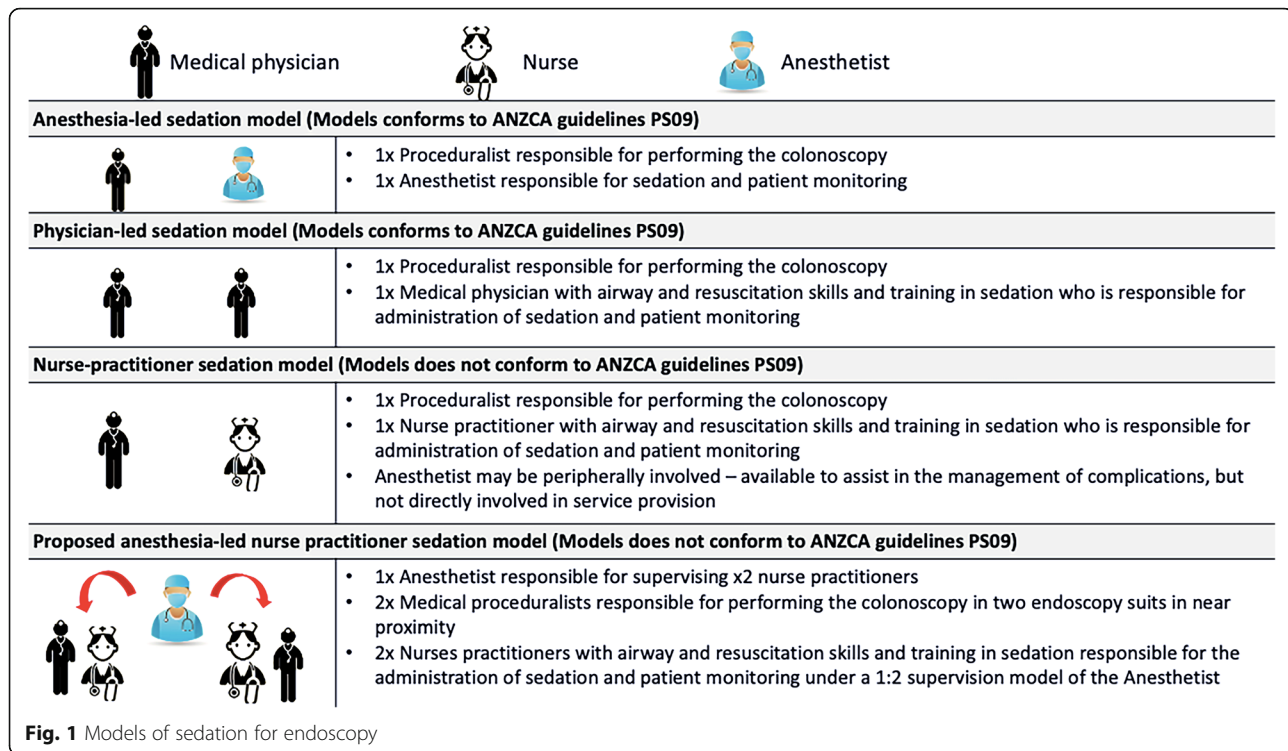 Medical physician Nurse Anesthetist
Anesthesia-led sedation model (Models conforms to ANZCA guidelines PS09)
• 1x Proceduralist responsible for performing the colonoscopy
• 1x Anesthetist responsible for sedation and patient monitoring
Physician-led sedation model (Models conforms to ANZCA guidelines PS09)
• 1x Proceduralist responsible for performing the colonoscopy
• 1x Medical physician with airway and resuscitation skills and training in sedation who is responsible for
administration of sedation and patient monitoring
Nurse-practitioner sedation model (Models does not conform to ANZCA guidelines PS09)
• 1x Proceduralist responsible for performing the colonoscopy
• 1x Nurse practitioner with airway and resuscitation skills and training in sedation who is responsible for
administration of sedation and patient monitoring
• Anesthetist may be peripherally involved – available to assist in the management of complications, but
not directly involved in service provision
Proposed anesthesia-led nurse practitioner sedation model (Models does not conform to ANZCA guidelines PS09)
• 1x Anesthetist responsible for supervising x2 nurse practitioners
• 2x Medical proceduralists responsible for performing the colonoscopy in two endoscopy suits in near
proximity
• 2x Nurses practitioners with airway and resuscitation skills and training in sedation responsible for the
administration of sedation and patient monitoring under a 1:2 supervision model of the Anesthetist
Fig. 1 Models of sedation for endoscopy